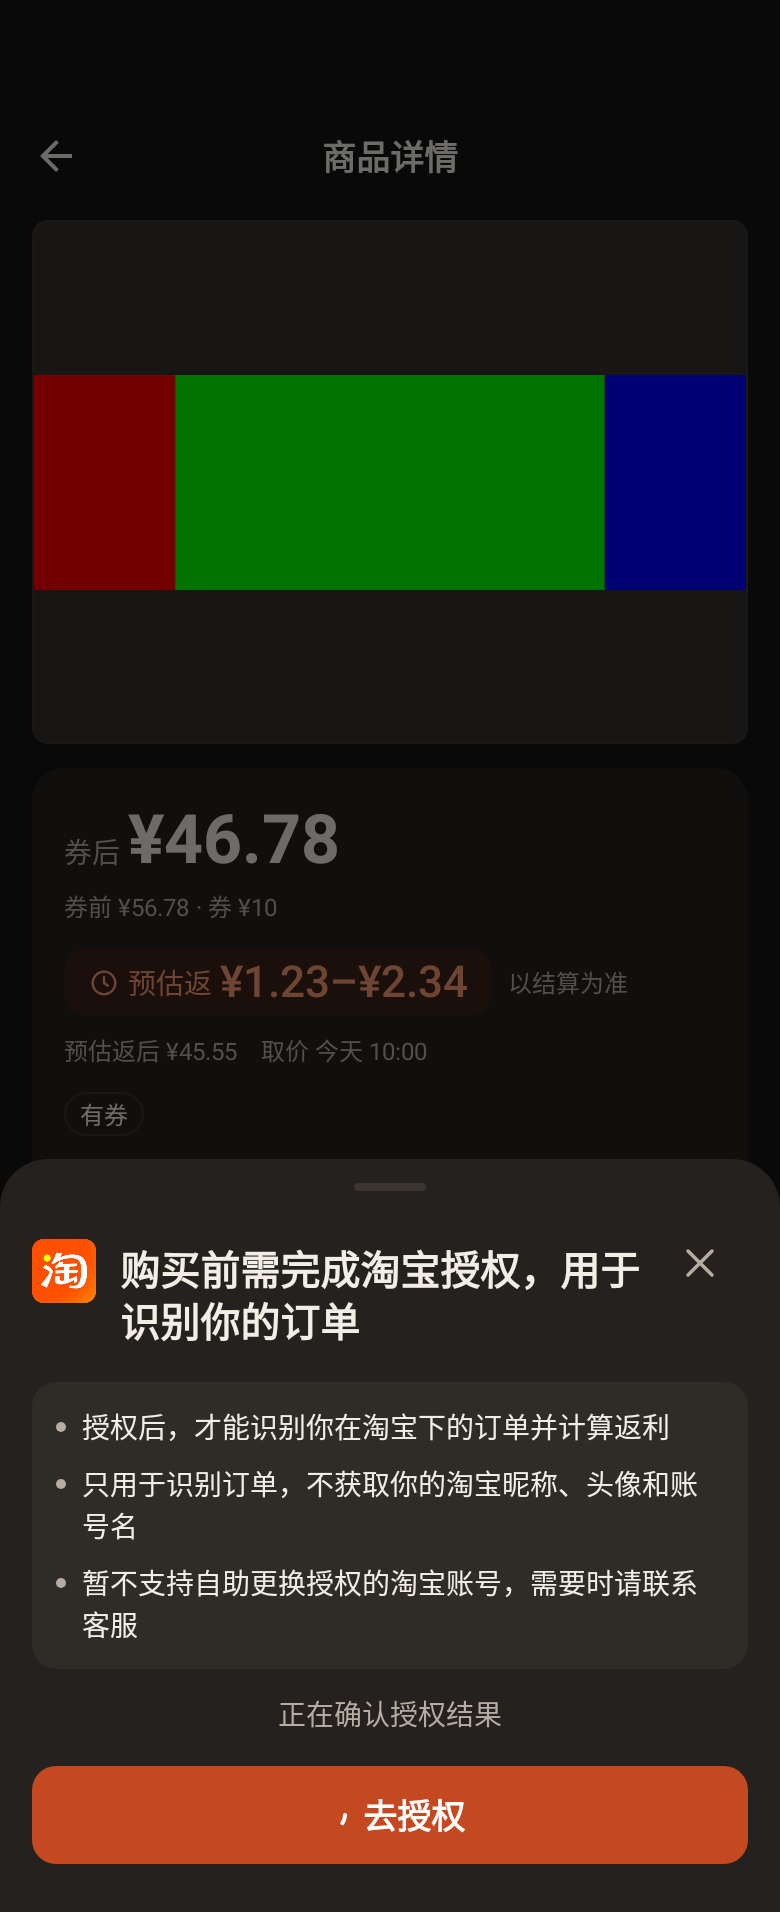 商品详情
券后 ¥46.78
券前 ¥56.78 · 券 ¥10
预估返 ¥1.23–¥2.34 以结算为准
预估返后 ¥45.55 取价 今天 10:00
有券
淘
购买前需完成淘宝授权，用于
识别你的订单
授权后，才能识别你在淘宝下的订单并计算返利
只用于识别订单，不获取你的淘宝昵称、头像和账
号名
暂不支持自助更换授权的淘宝账号，需要时请联系
客服
正在确认授权结果
去授权